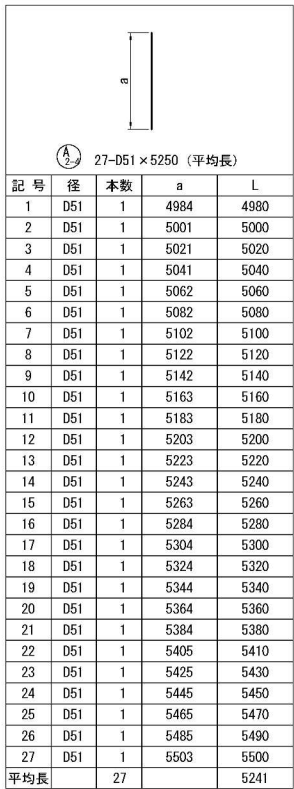 a
A
2-4
27-D51×5250 (平均長)
記 号 径 本数 a L
1 D51 1 4984 4980
2 D51 1 5001 5000
3 D51 1 5021 5020
4 D51 1 5041 5040
5 D51 1 5062 5060
6 D51 1 5082 5080
7 D51 1 5102 5100
8 D51 1 5122 5120
9 D51 1 5142 5140
10 D51 1 5163 5160
11 D51 1 5183 5180
12 D51 1 5203 5200
13 D51 1 5223 5220
14 D51 1 5243 5240
15 D51 1 5263 5260
16 D51 1 5284 5280
17 D51 1 5304 5300
18 D51 1 5324 5320
19 D51 1 5344 5340
20 D51 1 5364 5360
21 D51 1 5384 5380
22 D51 1 5405 5410
23 D51 1 5425 5430
24 D51 1 5445 5450
25 D51 1 5465 5470
26 D51 1 5485 5490
27 D51 1 5503 5500
平均長 27 5241